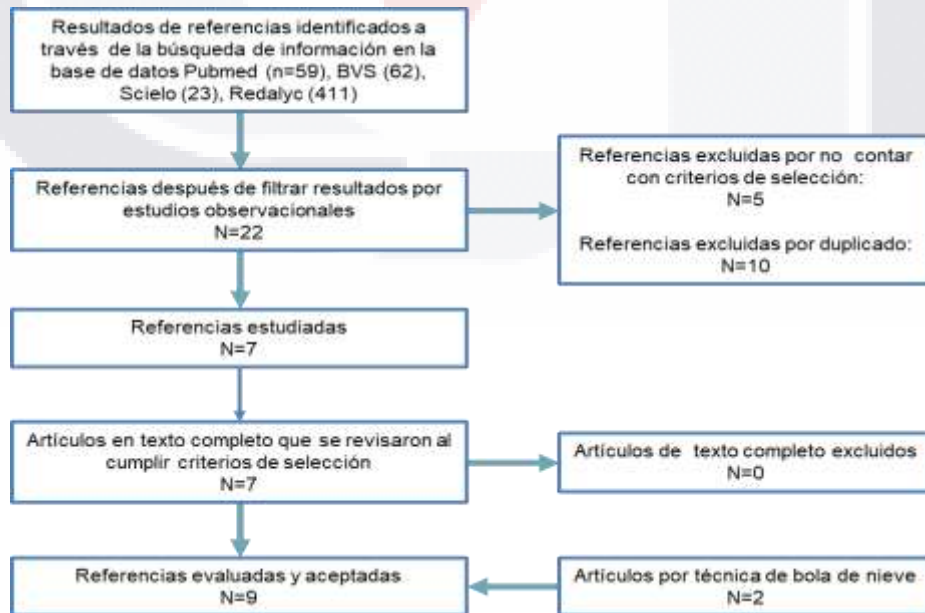 Resultados de referencias identificados a
través de la búsqueda de información en la
base de datos Pubmed (n=59), BVS (62),
Scielo (23), Redalyc (411)
Referencias después de filtrar resultados por
estudios observacionales
N=22
Referencias excluidas por no contar
con criterios de selección:
N=5
Referencias excluidas por duplicado:
N=10
Referencias estudiadas
N=7
Artículos en texto completo que se revisaron al
cumplir criterios de selección
N=7
Artículos de texto completo excluidos
N=0
Referencias evaluadas y aceptadas
N=9
Artículos por técnica de bola de nieve
N=2